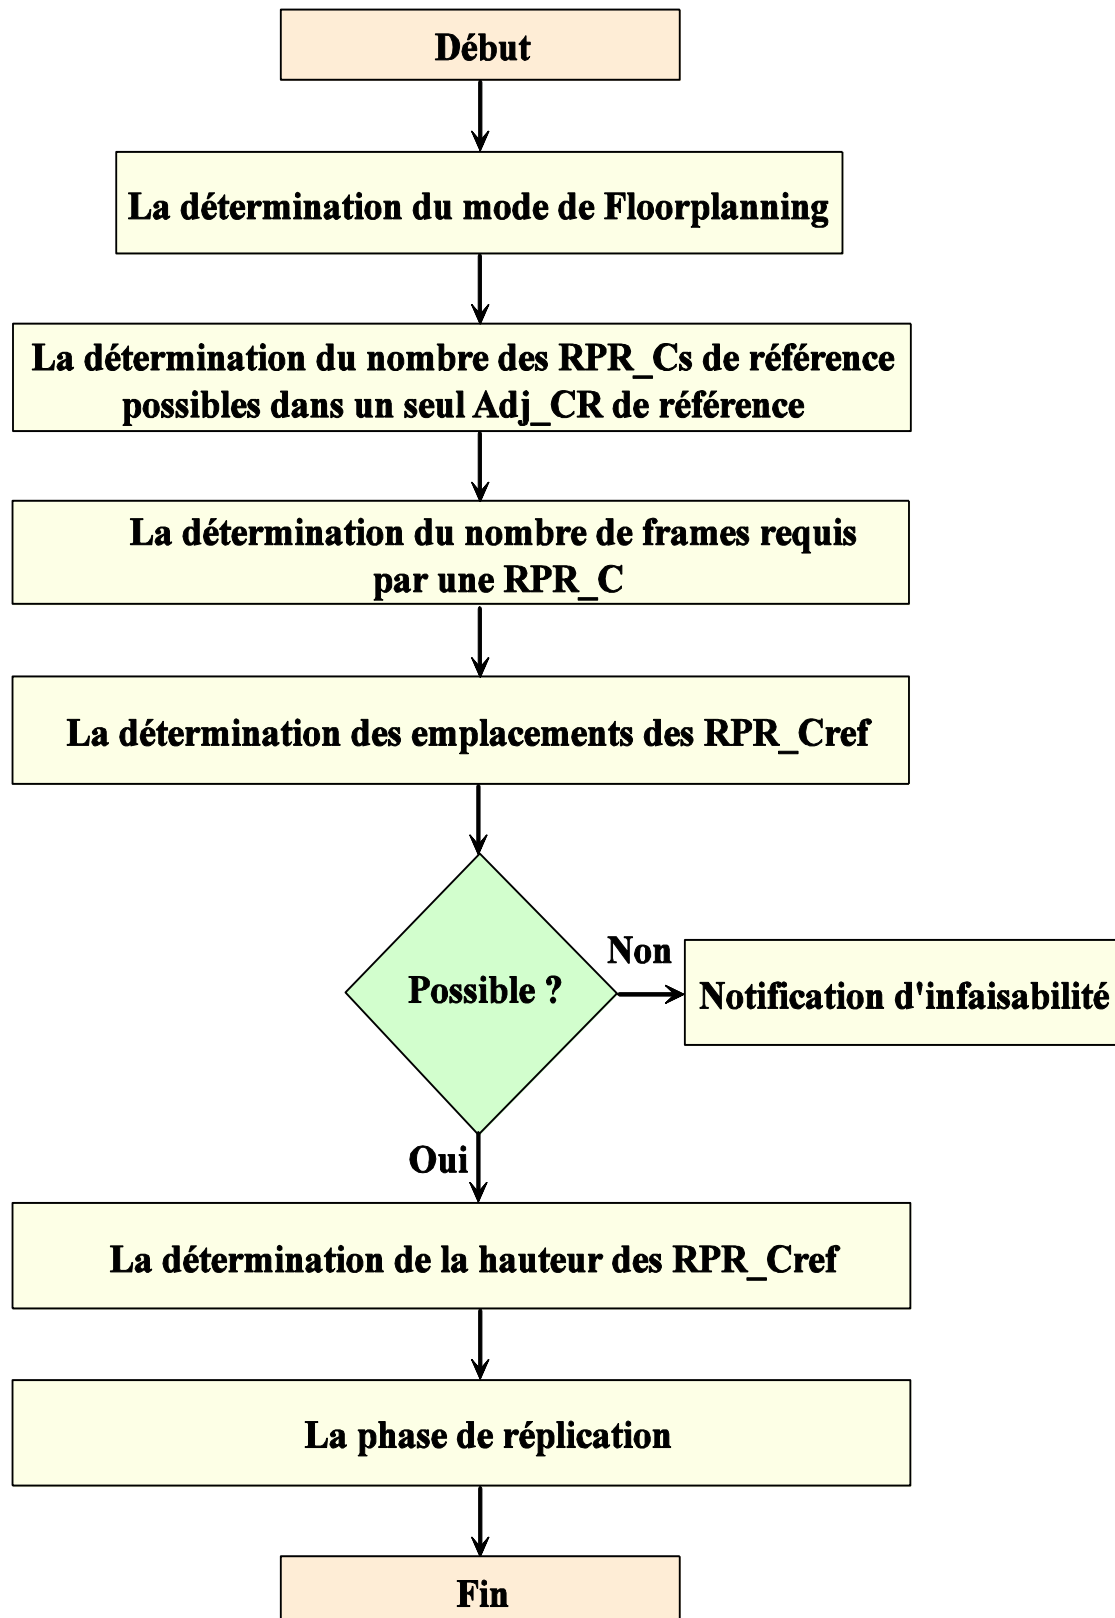 Début
La détermination du mode de Floorplanning
La détermination du nombre des RPR_Cs de référence
possibles dans un seul Adj_CR de référence
La détermination du nombre de frames requis
par une RPR_C
La détermination des emplacements des RPR_Cref
Possible ?
Non
Notification d'infaisabilité
Oui
La détermination de la hauteur des RPR_Cref
La phase de réplication
Fin